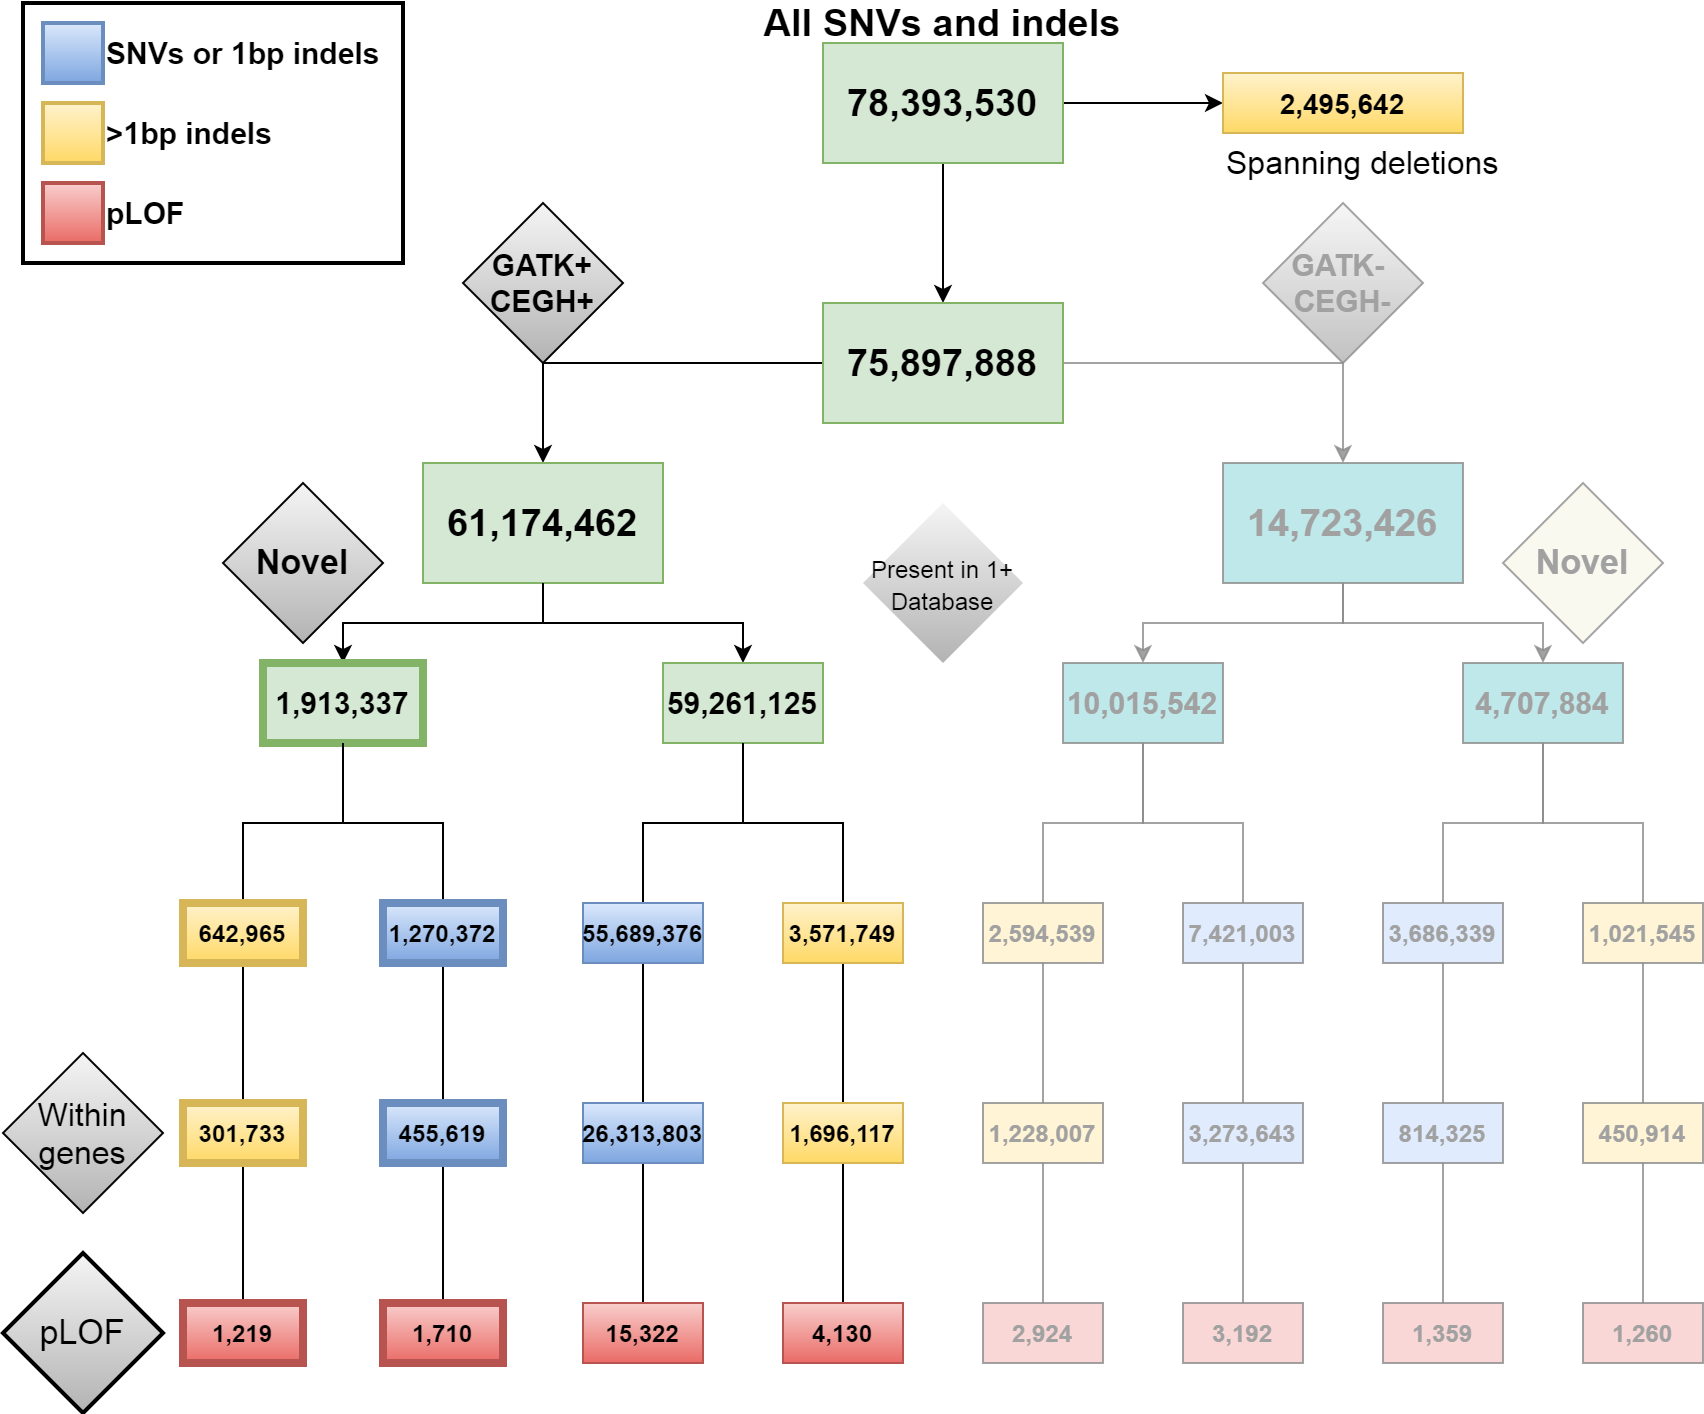 All SNVs and indels
SNVs or 1bp indels
>1bp indels
pLOF
78,393,530
2,495,642
Spanning deletions
GATK+
CEGH+
GATK-
CEGH-
75,897,888
61,174,462
14,723,426
Novel
Present in 1+
Database
Novel
1,913,337
59,261,125
10,015,542
4,707,884
642,965
1,270,372
55,689,376
3,571,749
2,594,539
7,421,003
3,686,339
1,021,545
Within
genes
301,733
455,619
26,313,803
1,696,117
1,228,007
3,273,643
814,325
450,914
pLOF
1,219
1,710
15,322
4,130
2,924
3,192
1,359
1,260